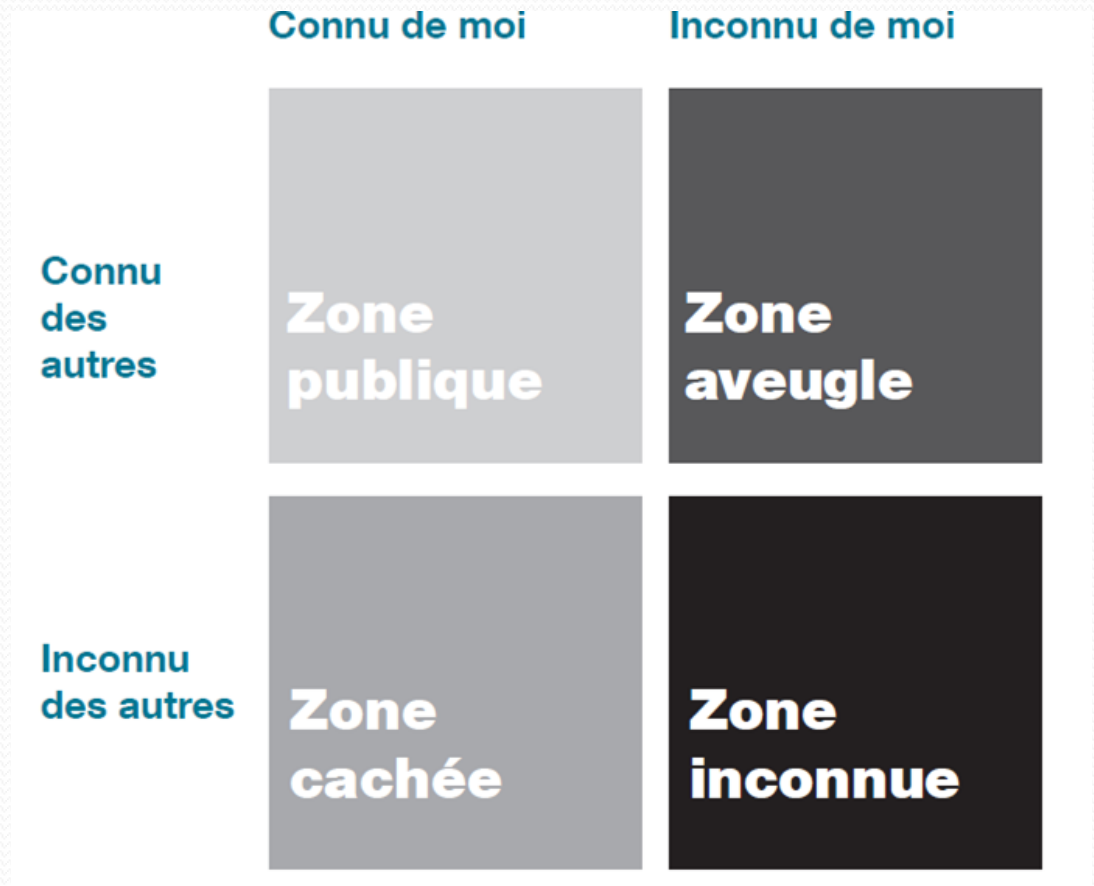 Connu de moi
Inconnu de moi
Connu
des
autres
Zone
publique
Zone
aveugle
Inconnu
des autres
Zone
cachée
Zone
inconnue